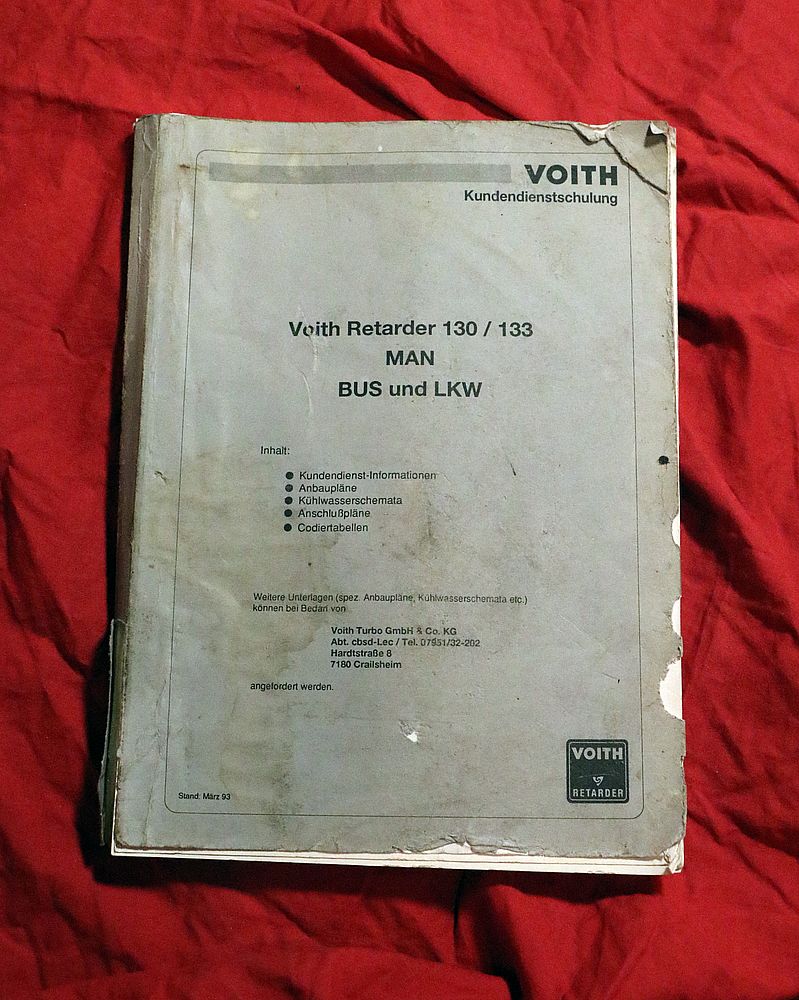 VOITH
Kundendienstschulung
Voith Retarder 130 / 133
MAN
BUS und LKW
Inhalt:
● Kundendienst-Informationen
● Anbaupläne
● Kühlwasserschemata
● Anschlußpläne
● Codiertabellen
Weitere Unterlagen (spez. Anbaupläne, Kühlwasserschemata etc.)
können bei Bedarf von
Voith Turbo GmbH & Co. KG
Abt. cbsd-Lec / Tel. 07951/32-202
Hardtstraße 8
7180 Crailsheim
angefordert werden.
VOITH
RETARDER
Stand: März 93